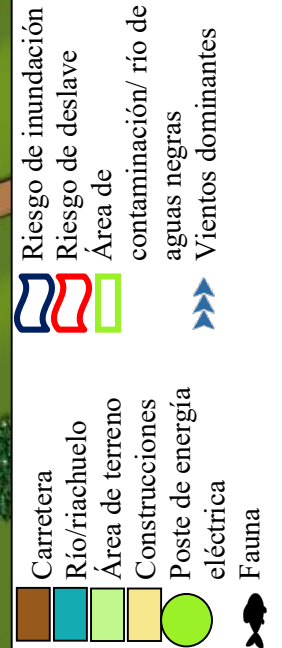 Carretera
Río/riachuelo
Área de terreno
Construcciones
Poste de energía
eléctrica
Fauna
Riesgo de inundación
Riesgo de deslave
Área de
contaminación/ río de
aguas negras
Vientos dominantes